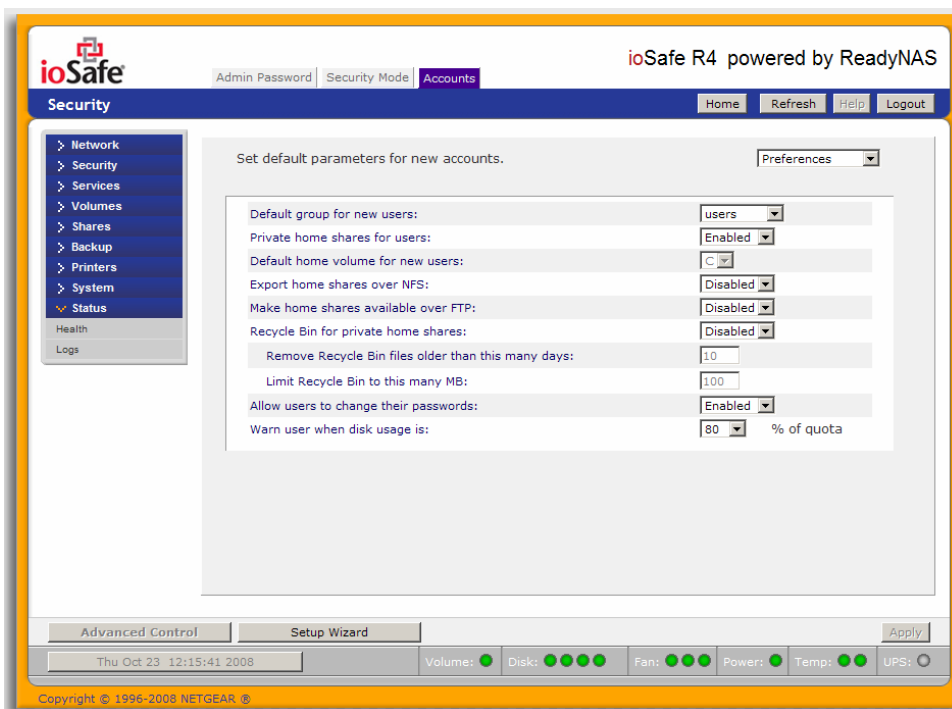 ioSafe
Admin Password Security Mode Accounts
ioSafe R4 powered by ReadyNAS
Security
Home Refresh Help Logout
Network
Security
Services
Volumes
Shares
Backup
Printers
System
Status
Health
Logs
Set default parameters for new accounts.
Preferences
Default group for new users: users
Private home shares for users: Enabled
Default home volume for new users: C
Export home shares over NFS: Disabled
Make home shares available over FTP: Disabled
Recycle Bin for private home shares: Disabled
Remove Recycle Bin files older than this many days: 10
Limit Recycle Bin to this many MB: 100
Allow users to change their passwords: Enabled
Warn user when disk usage is: 80 % of quota
Advanced Control Setup Wizard Apply
Thu Oct 23 12:15:41 2008 Volume: Disk: Fan: Power: Temp: UPS:
Copyright © 1996-2008 NETGEAR ®